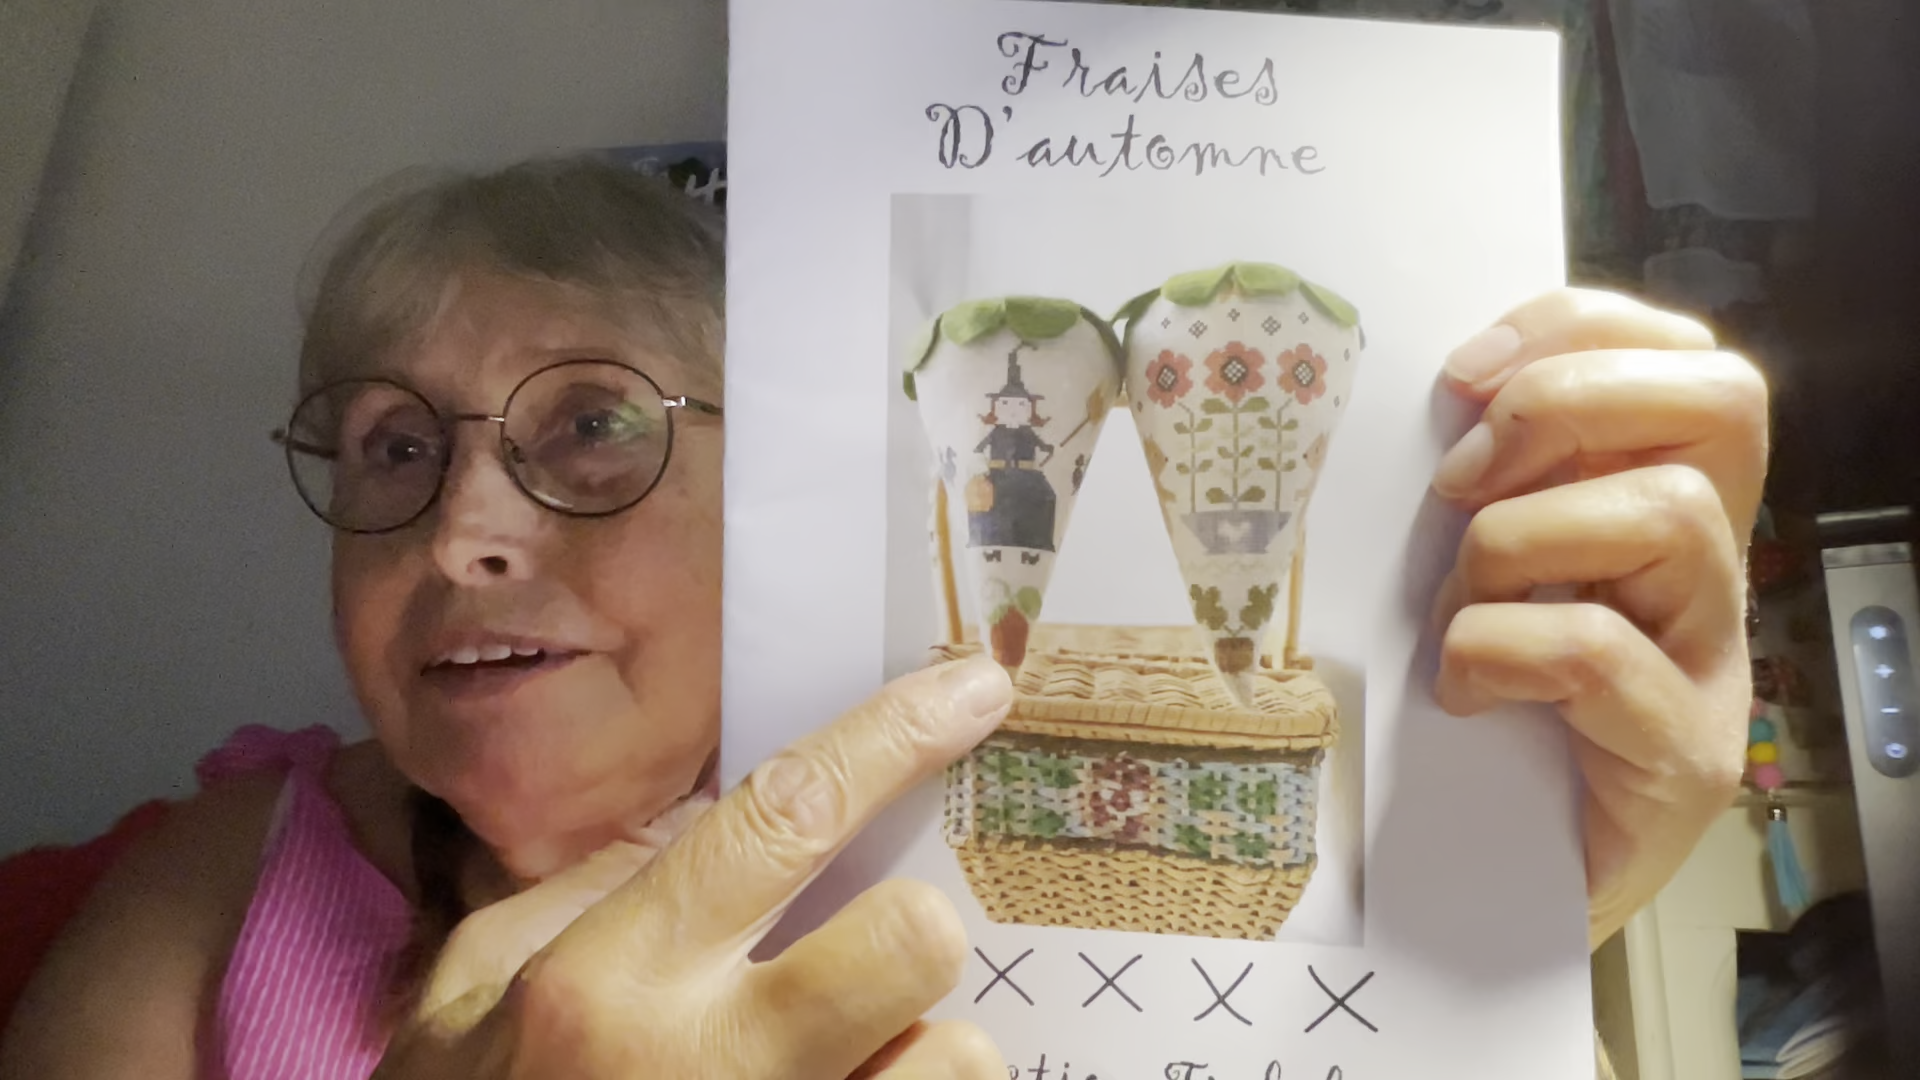 Fraises
D'automne
X X X X